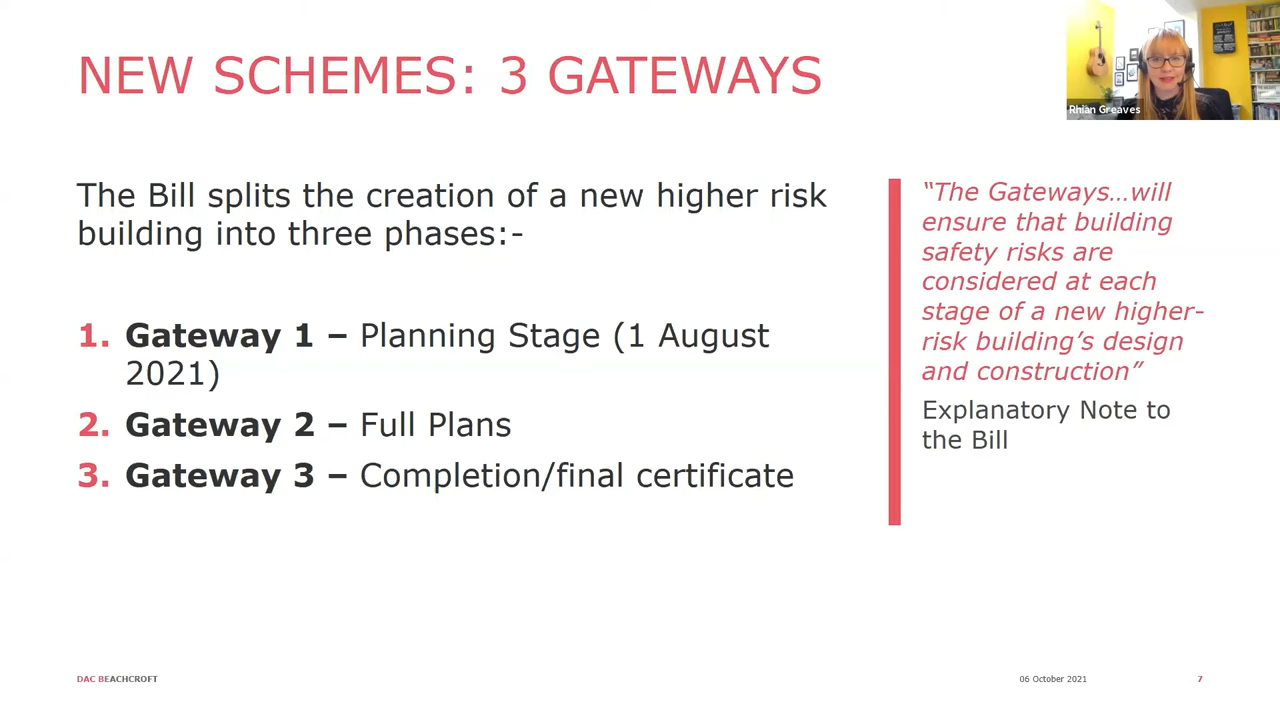 NEW SCHEMES: 3 GATEWAYS
Rhian Greaves
The Bill splits the creation of a new higher risk
building into three phases:-
1. Gateway 1 – Planning Stage (1 August
2021)
2. Gateway 2 – Full Plans
3. Gateway 3 – Completion/final certificate
“The Gateways…will
ensure that building
safety risks are
considered at each
stage of a new higher-
risk building’s design
and construction”
Explanatory Note to
the Bill
DAC BEACHCROFT
06 October 2021
7